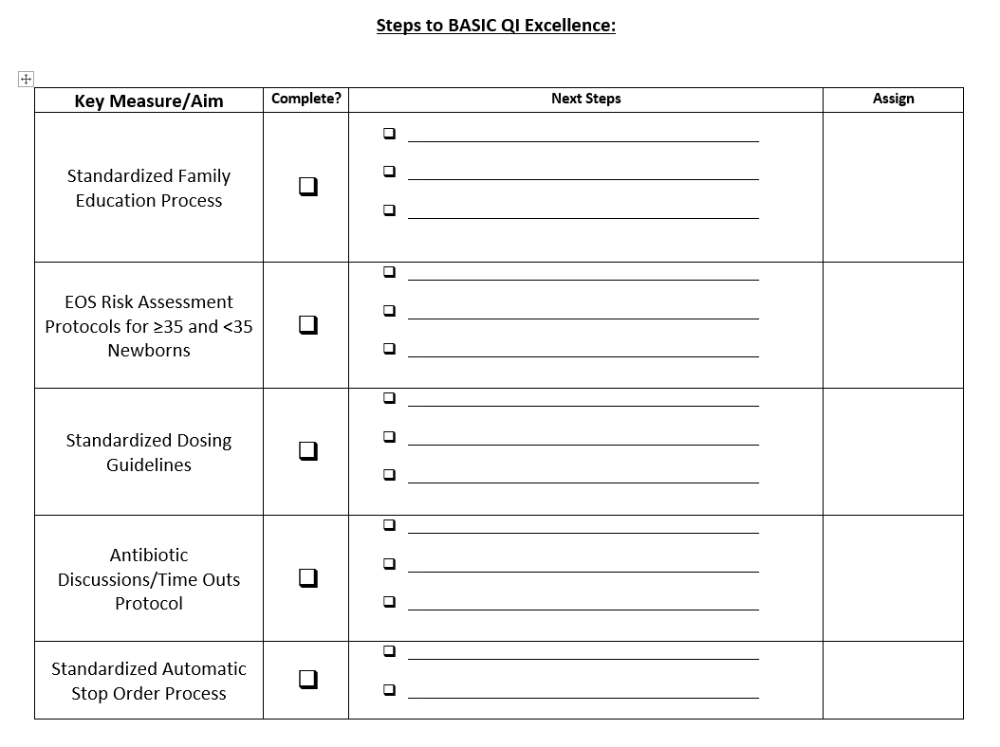 Steps to BASIC QI Excellence:
Key Measure/Aim
Complete?
Next Steps
Assign
Standardized Family
Education Process
EOS Risk Assessment
Protocols for ≥35 and <35
Newborns
Standardized Dosing
Guidelines
Antibiotic
Discussions/Time Outs
Protocol
Standardized Automatic
Stop Order Process